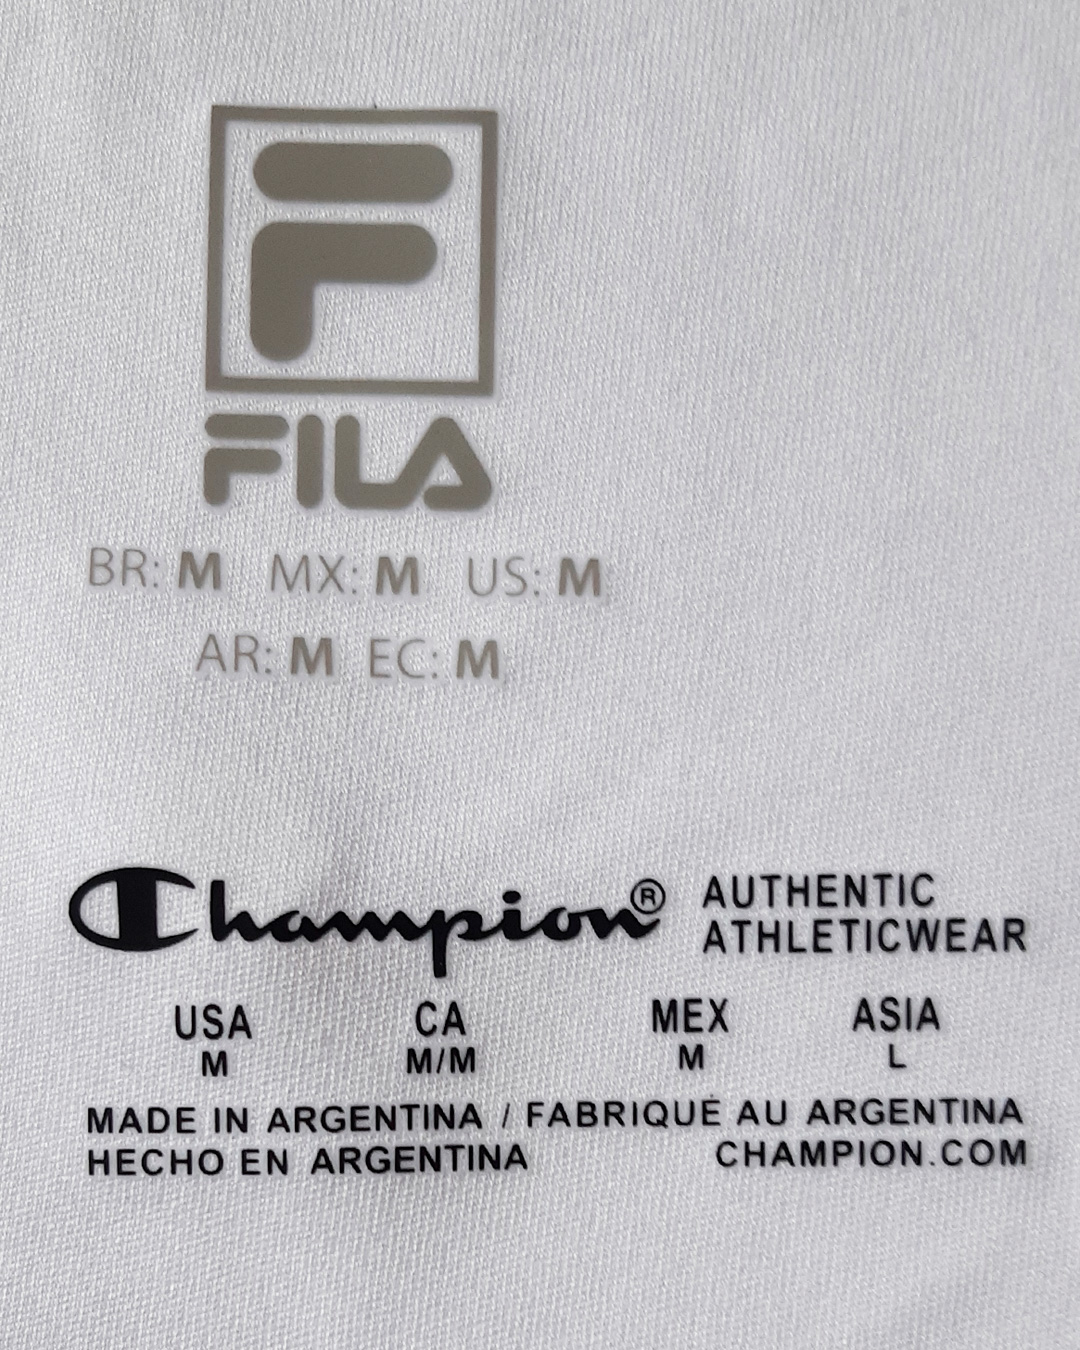 F
FILA
BR: M MX: M US: M
AR: M EC: M
Champion® AUTHENTIC
ATHLETICWEAR
USA CA MEX ASIA
M M/M M L
MADE IN ARGENTINA / FABRIQUE AU ARGENTINA
HECHO EN ARGENTINA CHAMPION.COM